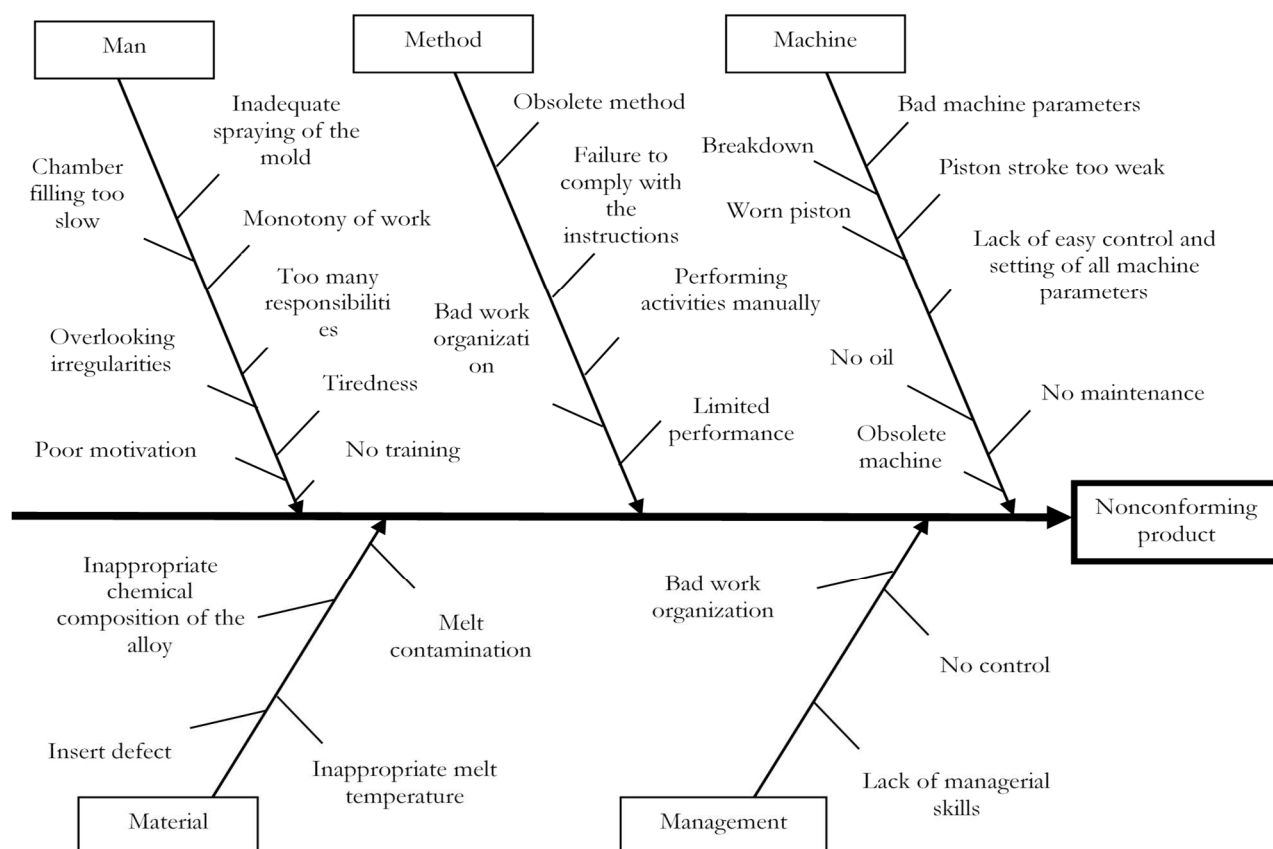 Man
Method
Machine
Inadequate
spraying of the
mold
Chamber
filling too
slow
Monotony of work
Too many
responsibiliti
es
Overlooking
irregularities
Tiredness
Poor motivation
No training
Obsolete method
Failure to
comply with
the
instructions
Performing
activities manually
Bad work
organizati
on
Limited
performance
Bad machine parameters
Breakdown
Piston stroke too weak
Worn piston
Lack of easy control and
setting of all machine
parameters
No oil
No maintenance
Obsolete
machine
Nonconforming
product
Inappropriate
chemical
composition of the
alloy
Melt
contamination
Insert defect
Inappropriate melt
temperature
Material
Bad work
organization
No control
Lack of managerial
skills
Management